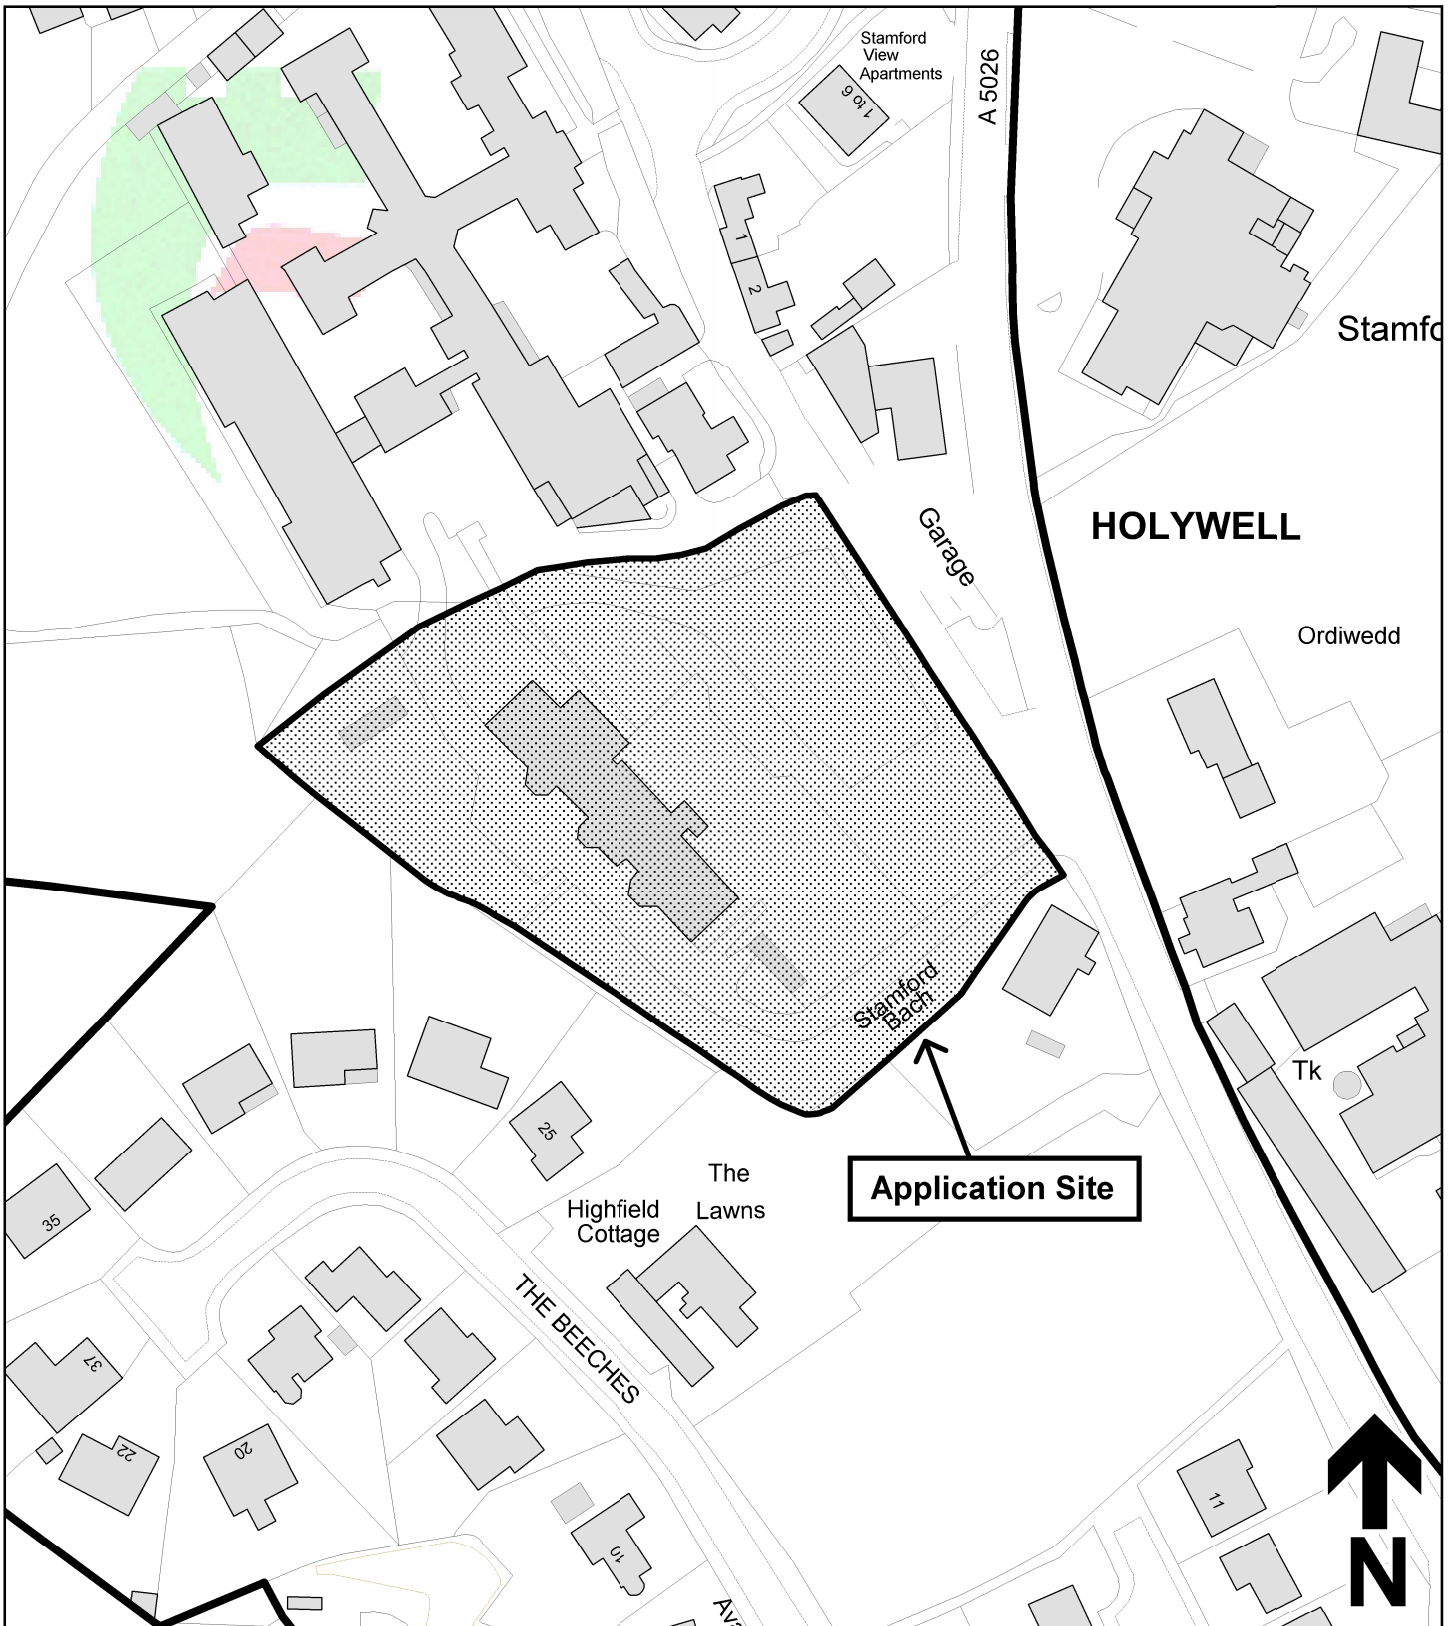 Stamford
View
Apartments
1 to 6
A 5026
1
2
Garage
HOLYWELL
Ordiwedd
Stamford
Bach
Tk
Application Site
25
The
Lawns
Highfield
Cottage
35
THE BEECHES
37
22
20
10
11
N